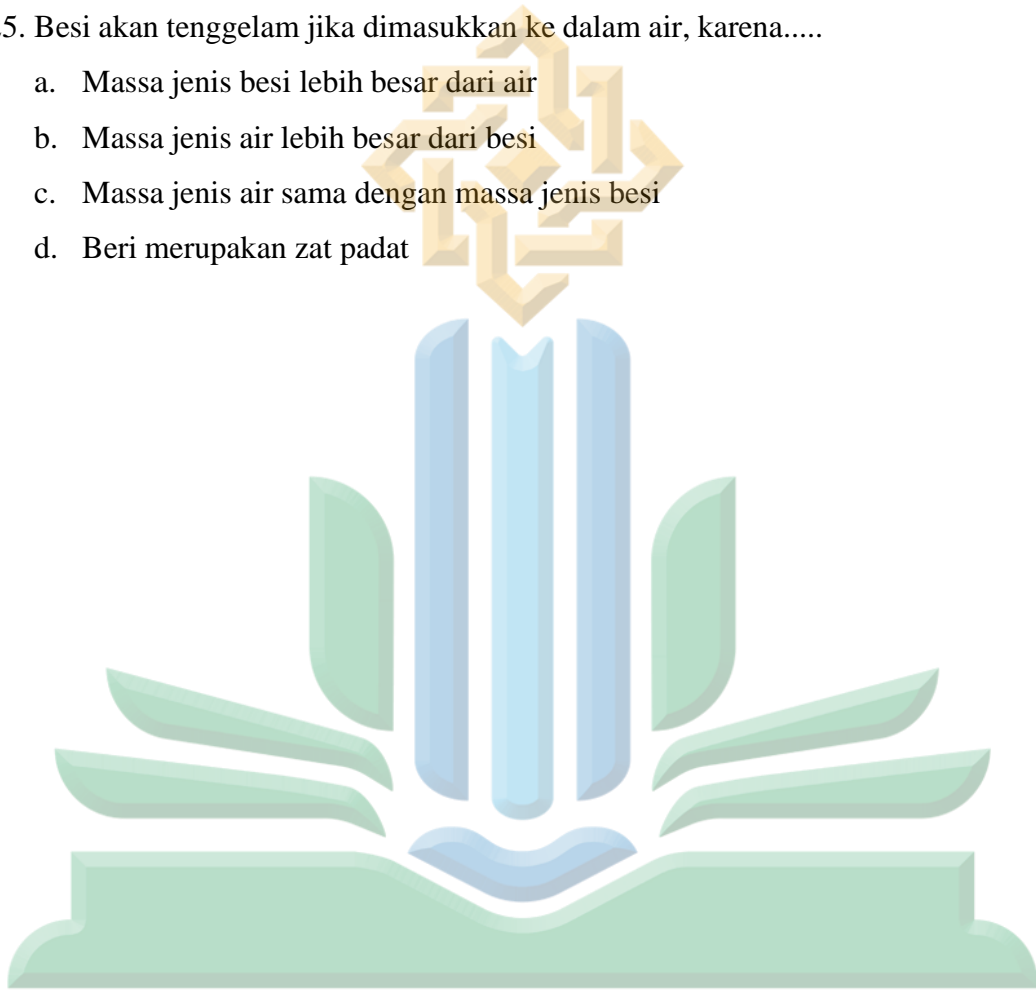 5. Besi akan tenggelam jika dimasukkan ke dalam air, karena.....
a. Massa jenis besi lebih besar dari air
b. Massa jenis air lebih besar dari besi
c. Massa jenis air sama dengan massa jenis besi
d. Beri merupakan zat padat